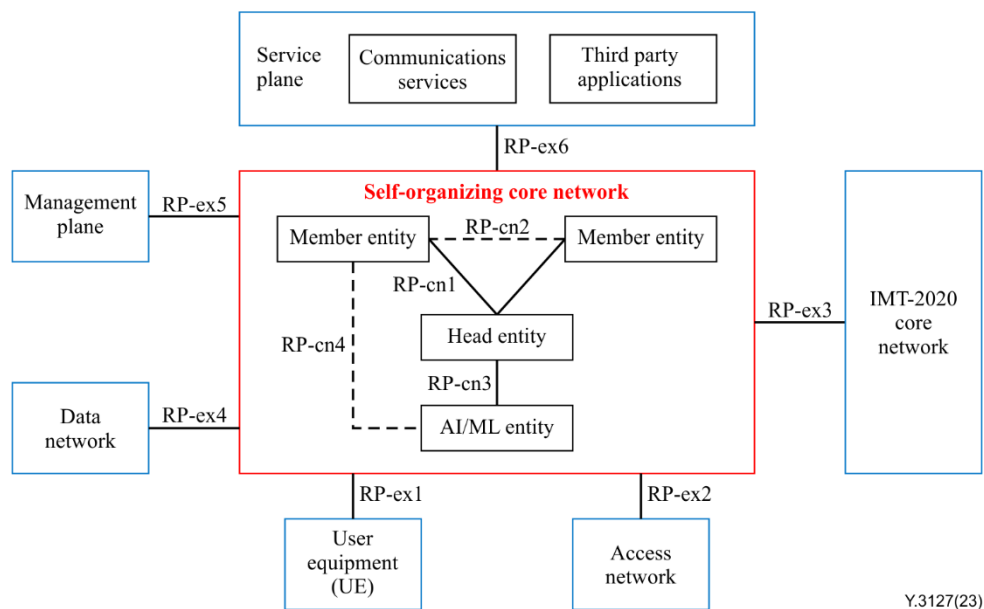 Service
plane
Communications
services
Third party
applications
RP-ex6
Management
plane
RP-ex5
Self-organizing core network
Member entity
RP-cn2
Member entity
RP-cn1
IMT-2020
core
network
RP-ex3
Head entity
RP-cn4
RP-cn3
Data
network
RP-ex4
AI/ML entity
RP-ex1
RP-ex2
User
equipment
(UE)
Access
network
Y.3127(23)